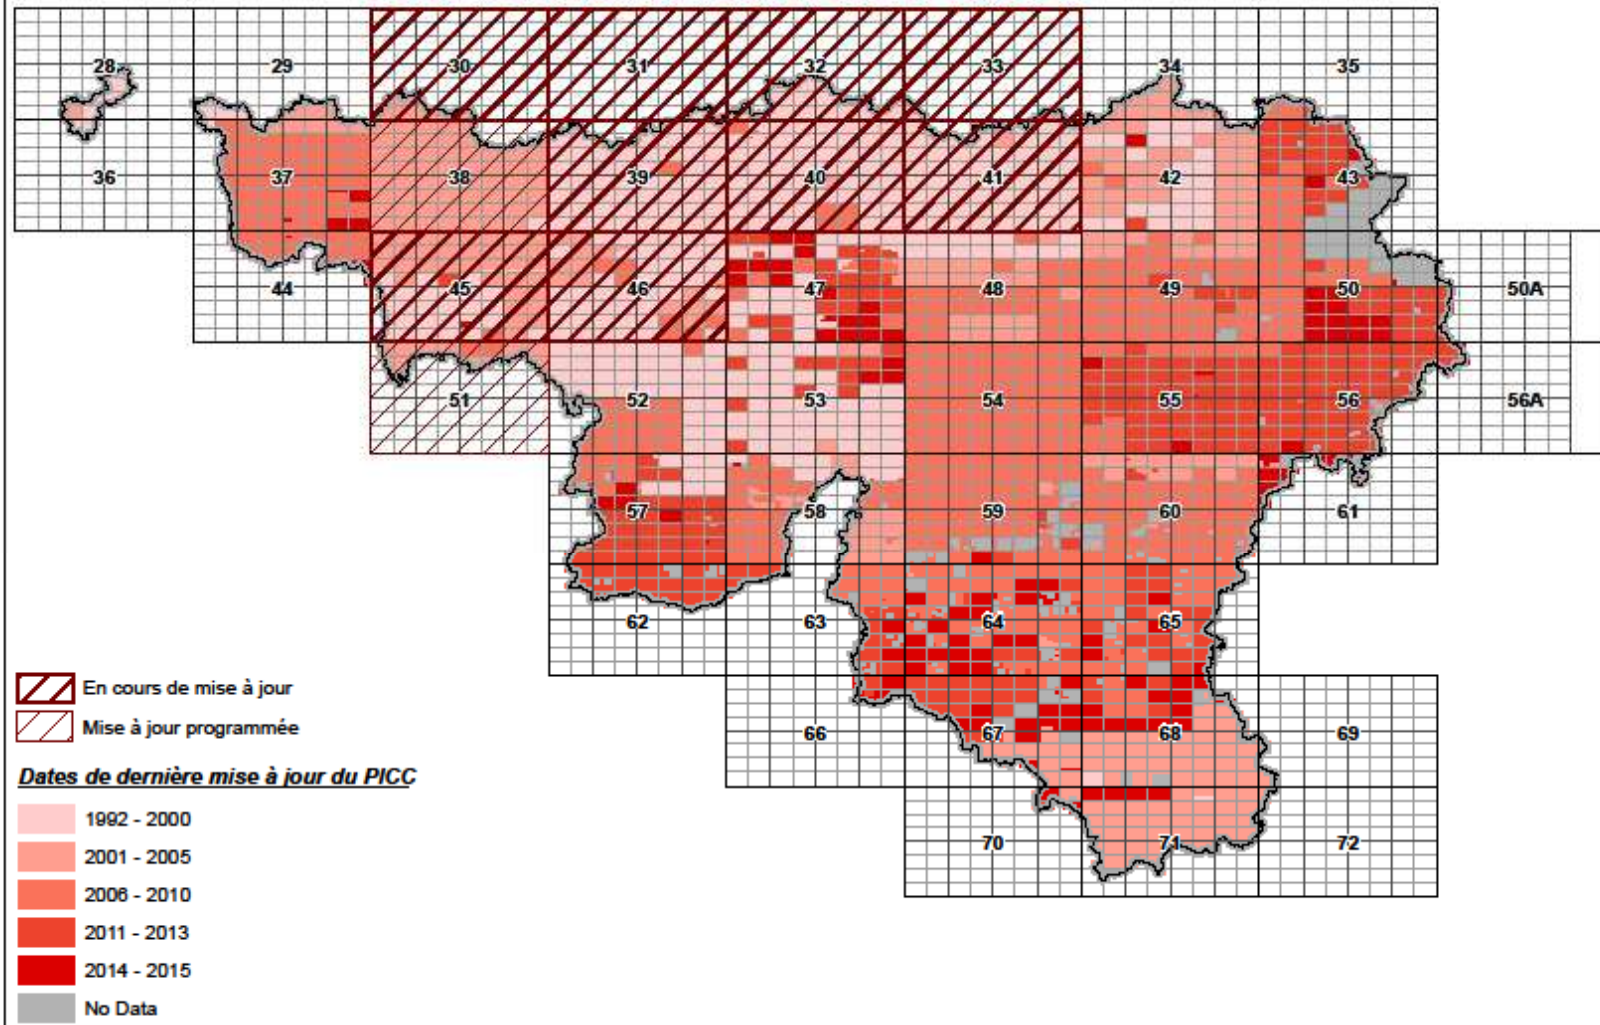 28 29 30 31 32 33 34 35
36 37 38 39 40 41 42 43
44 45 46 47 48 49 50 50A
51 52 53 54 55 56 56A
57 58 59 60 61
62 63 64 65
66 67 68 69
70 71 72
En cours de mise à jour
Mise à jour programmée
Dates de dernière mise à jour du PICC
1992 - 2000
2001 - 2005
2006 - 2010
2011 - 2013
2014 - 2015
No Data